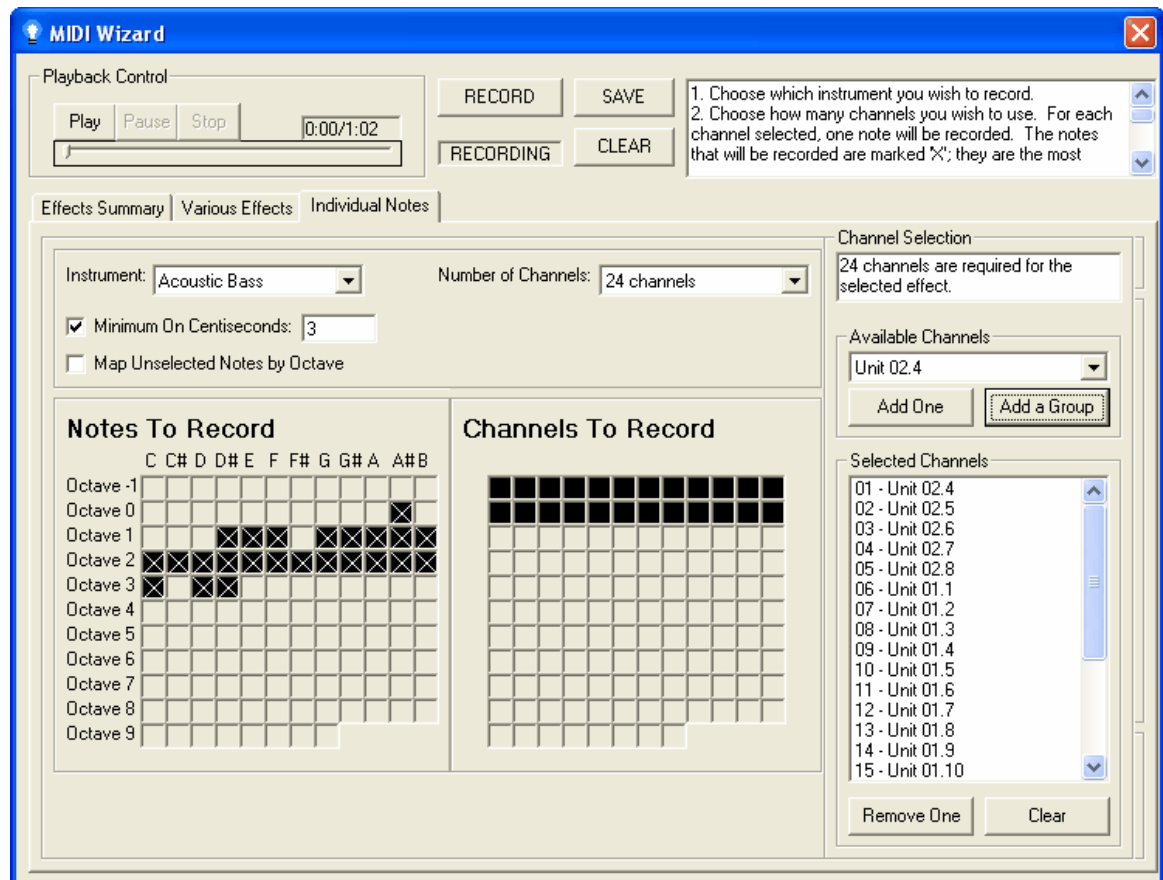 MIDI Wizard
Playback Control
Play Pause Stop 0:00/1:02
RECORD SAVE
RECORDING CLEAR
1. Choose which instrument you wish to record.
2. Choose how many channels you wish to use. For each
channel selected, one note will be recorded. The notes
that will be recorded are marked 'X'; they are the most
Effects Summary Various Effects Individual Notes
Instrument: Acoustic Bass Number of Channels: 24 channels
Minimum On Centiseconds: 3
Map Unselected Notes by Octave
Notes To Record
C C# D D# E F F# G G# A A# B
Octave -1
Octave 0
Octave 1
Octave 2
Octave 3
Octave 4
Octave 5
Octave 6
Octave 7
Octave 8
Octave 9
Channels To Record
Channel Selection
24 channels are required for the
selected effect.
Available Channels
Unit 02.4
Add One Add a Group
Selected Channels
01 - Unit 02.4
02 - Unit 02.5
03 - Unit 02.6
04 - Unit 02.7
05 - Unit 02.8
06 - Unit 01.1
07 - Unit 01.2
08 - Unit 01.3
09 - Unit 01.4
10 - Unit 01.5
11 - Unit 01.6
12 - Unit 01.7
13 - Unit 01.8
14 - Unit 01.9
15 - Unit 01.10
Remove One Clear